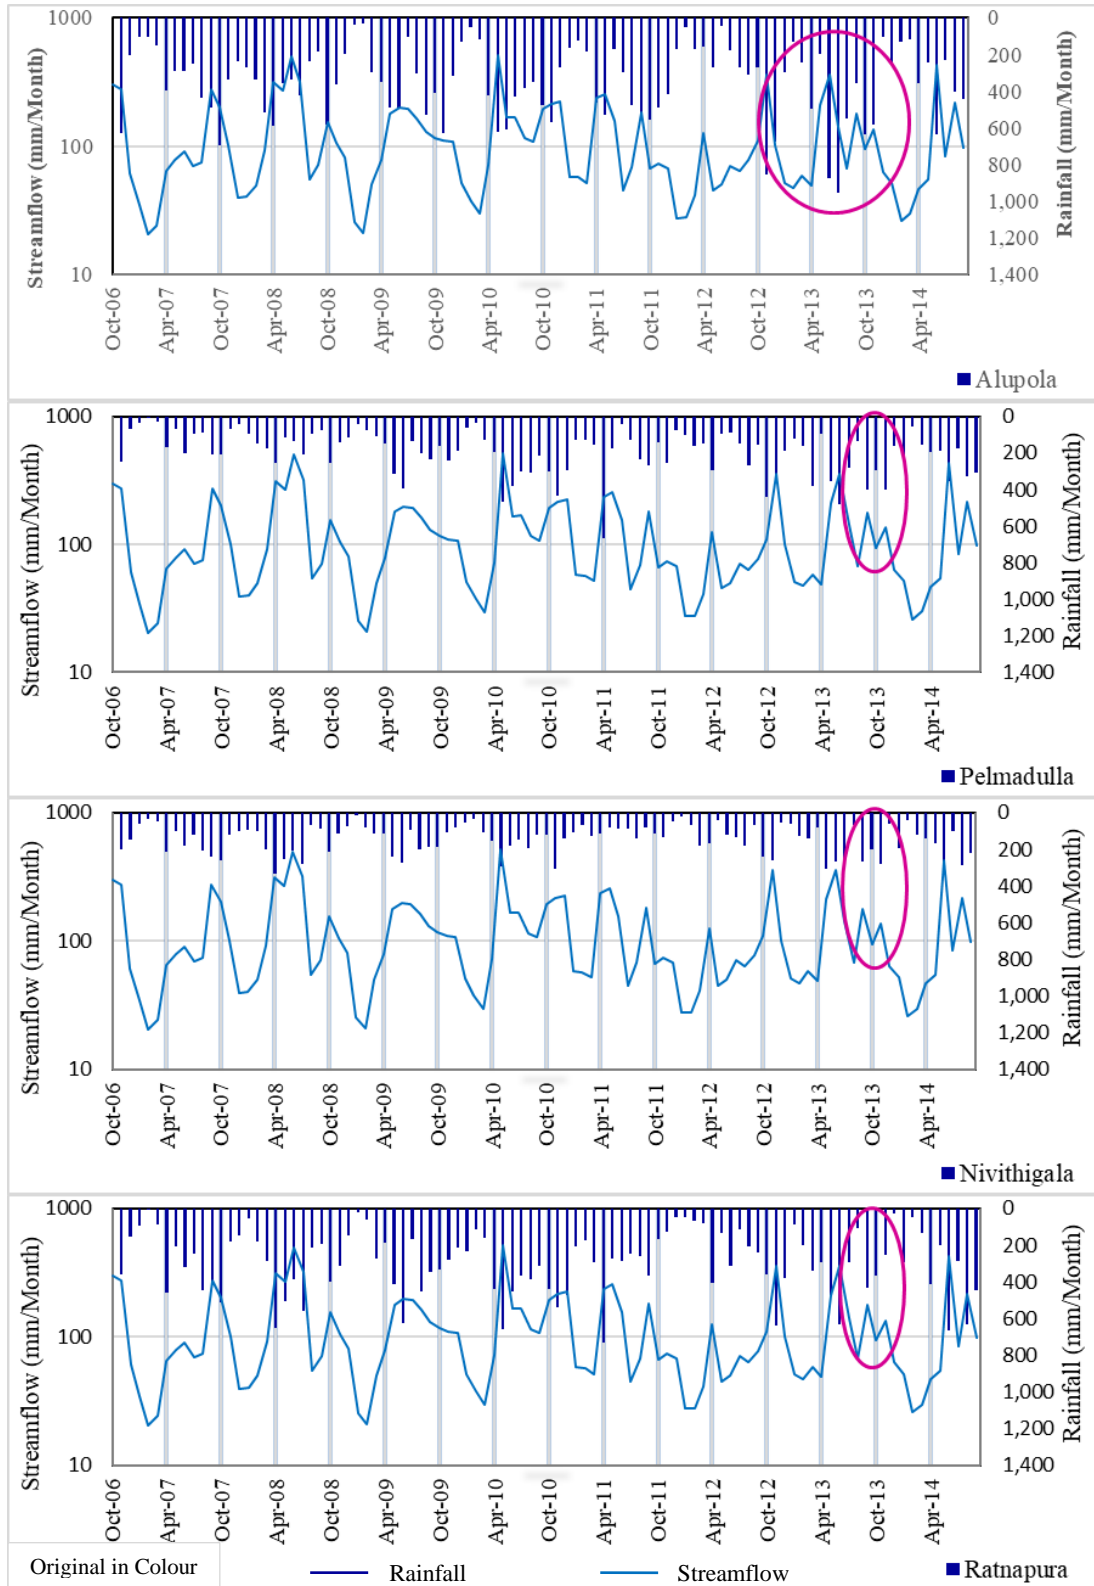 1000
100
10
Streamflow (mm/Month)
0
200
400
600
800
1,000
1,200
1,400
Rainfall (mm/Month)
Oct-06
Apr-07
Oct-07
Apr-08
Oct-08
Apr-09
Oct-09
Apr-10
Oct-10
Apr-11
Oct-11
Apr-12
Oct-12
Apr-13
Oct-13
Apr-14
Alupola
1000
100
10
Streamflow (mm/Month)
0
200
400
600
800
1,000
1,200
1,400
Rainfall (mm/Month)
Oct-06
Apr-07
Oct-07
Apr-08
Oct-08
Apr-09
Oct-09
Apr-10
Oct-10
Apr-11
Oct-11
Apr-12
Oct-12
Apr-13
Oct-13
Apr-14
Pelmadulla
1000
100
10
Streamflow (mm/Month)
0
200
400
600
800
1,000
1,200
1,400
Rainfall (mm/Month)
Oct-06
Apr-07
Oct-07
Apr-08
Oct-08
Apr-09
Oct-09
Apr-10
Oct-10
Apr-11
Oct-11
Apr-12
Oct-12
Apr-13
Oct-13
Apr-14
Nivithigala
1000
100
10
Streamflow (mm/Month)
0
200
400
600
800
1,000
1,200
1,400
Rainfall (mm/Month)
Oct-06
Apr-07
Oct-07
Apr-08
Oct-08
Apr-09
Oct-09
Apr-10
Oct-10
Apr-11
Oct-11
Apr-12
Oct-12
Apr-13
Oct-13
Apr-14
Original in Colour
Rainfall
Streamflow
Ratnapura